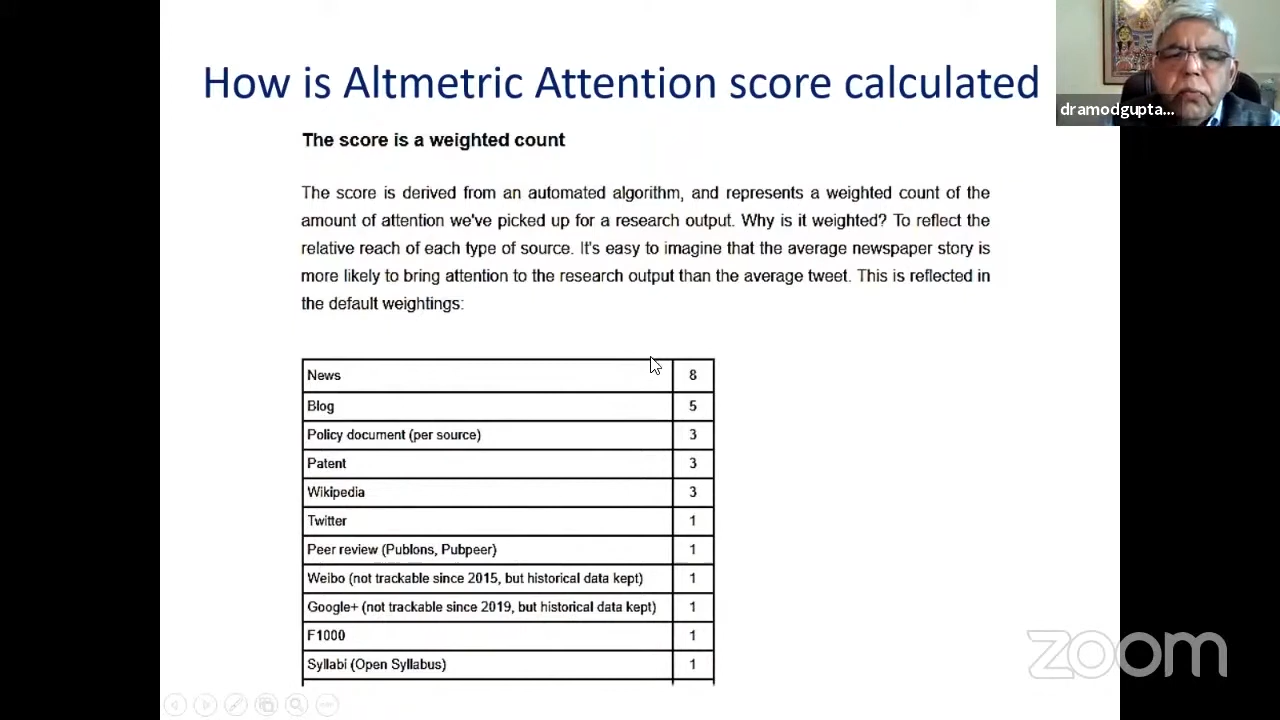 How is Altmetric Attention score calculated
dramodgupta...
The score is a weighted count
The score is derived from an automated algorithm, and represents a weighted count of the
amount of attention we've picked up for a research output. Why is it weighted? To reflect the
relative reach of each type of source. It's easy to imagine that the average newspaper story is
more likely to bring attention to the research output than the average tweet. This is reflected in
the default weightings:
News 8
Blog 5
Policy document (per source) 3
Patent 3
Wikipedia 3
Twitter 1
Peer review (Publons, Pubpeer) 1
Weibo (not trackable since 2015, but historical data kept) 1
Google+ (not trackable since 2019, but historical data kept) 1
F1000 1
Syllabi (Open Syllabus) 1
zoom